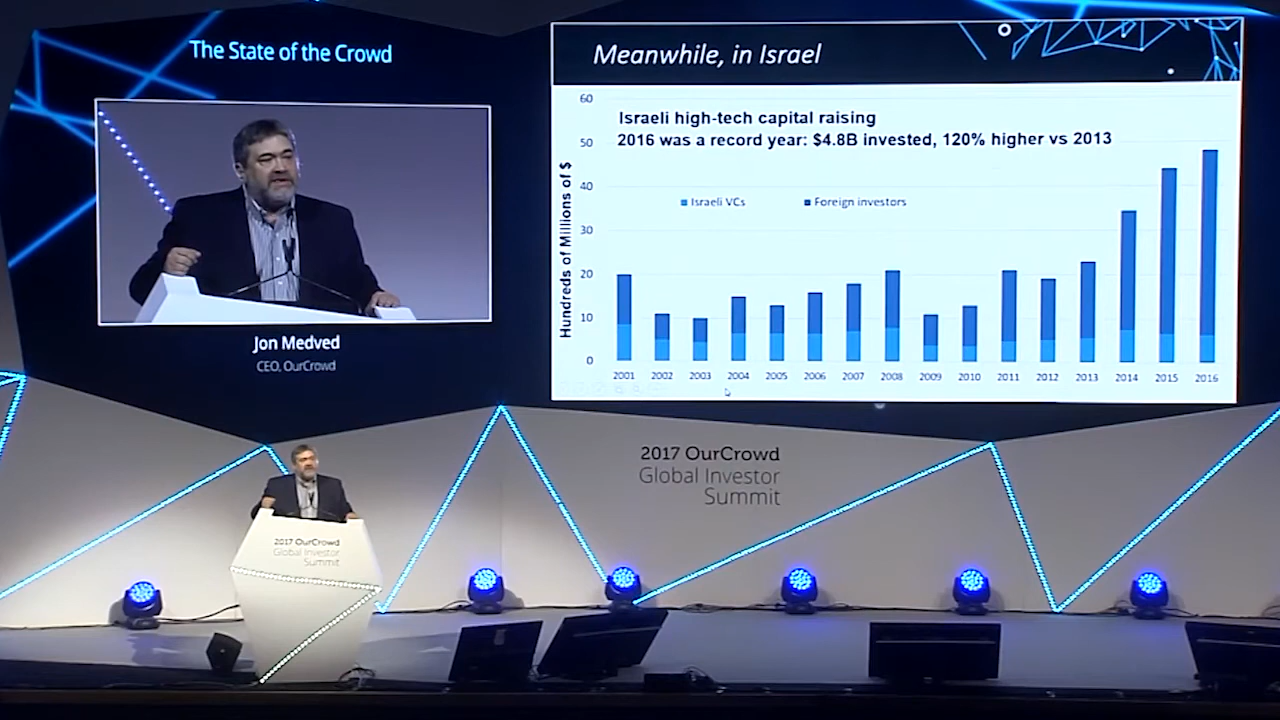 The State of the Crowd
Jon Medved
CEO, OurCrowd
Meanwhile, in Israel
Israeli high-tech capital raising
2016 was a record year: $4.8B invested, 120% higher vs 2013
Israeli VCs
Foreign investors
Hundreds of Millions of $
60
50
40
30
20
10
0
2001 2002 2003 2004 2005 2006 2007 2008 2009 2010 2011 2012 2013 2014 2015 2016
2017 OurCrowd
Global Investor
Summit
2017 OurCrowd
Global Investor
Summit